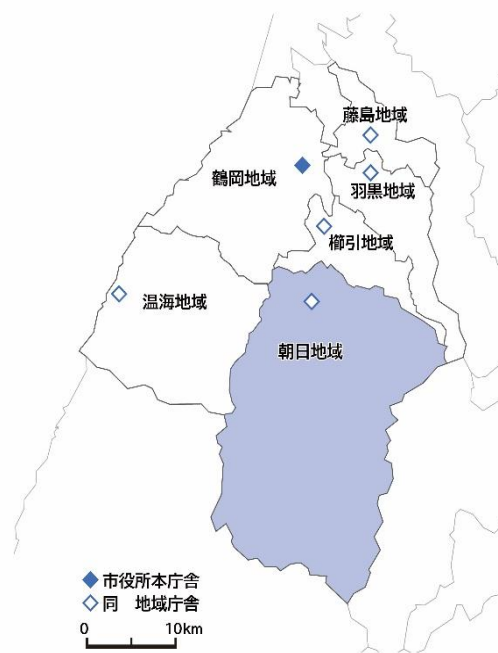 藤島地域
鶴岡地域
羽黒地域
櫛引地域
温海地域
朝日地域
市役所本庁舎
同 地域庁舎
0 10km